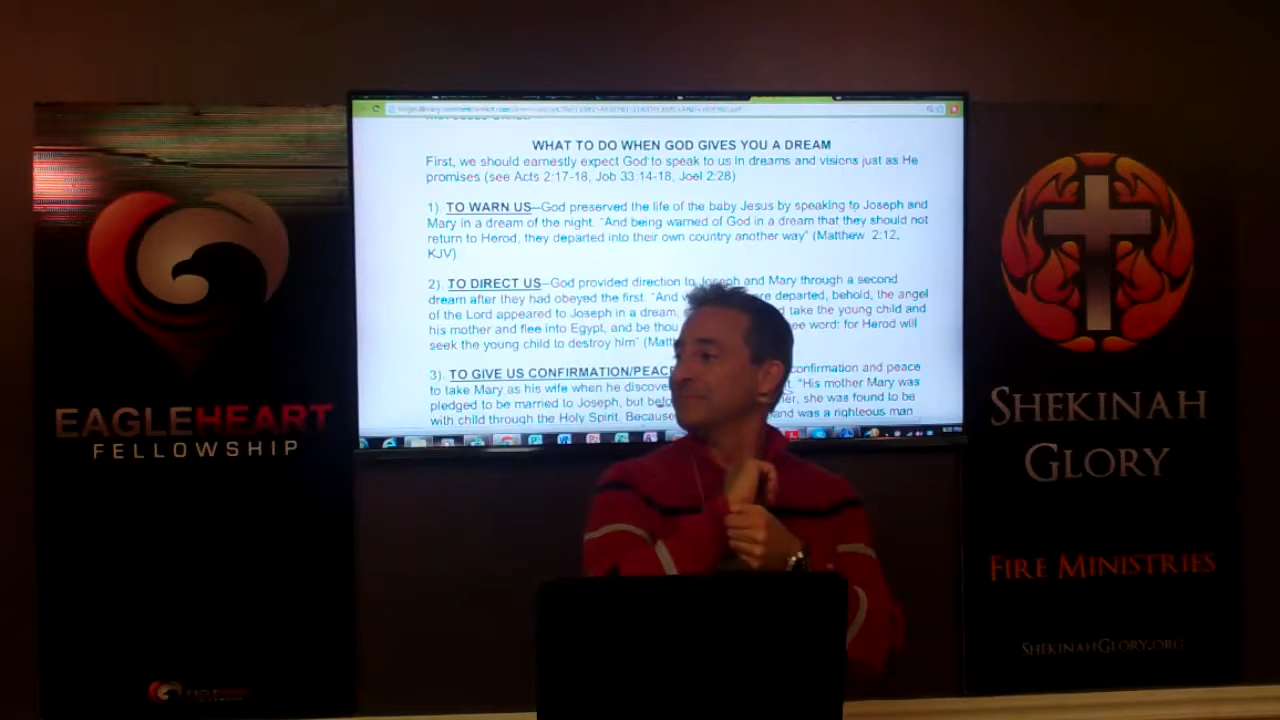 WHAT TO DO WHEN GOD GIVES YOU A DREAM
First, we should earnestly expect God to speak to us in dreams and visions just as He
promises (see Acts 2:17-18, Job 33:14-18, Joel 2:28)
1). TO WARN US–God preserved the life of the baby Jesus by speaking to Joseph and
Mary in a dream of the night. “And being warned of God in a dream that they should not
return to Herod, they departed into their own country another way” (Matthew 2:12,
KJV).
2). TO DIRECT US–God provided direction to Joseph and Mary through a second
dream after they had obeyed the first. “And were departed, behold, the angel
of the Lord appeared to Joseph in a dream, take the young child and
his mother and flee into Egypt, and be thou word: for Herod will
seek the young child to destroy him”
3). TO GIVE US CONFIRMATION/PEACE confirmation and peace
to take Mary as his wife when he “His mother Mary was
pledged to be married to Joseph, but she was found to be
with child through the Holy Spirit. Because and was a righteous man
EAGLEHEART
FELLOWSHIP
SHEKINAH
GLORY
FIRE MINISTRIES
SHEKINAHGLORY.ORG
EAGLEHEART